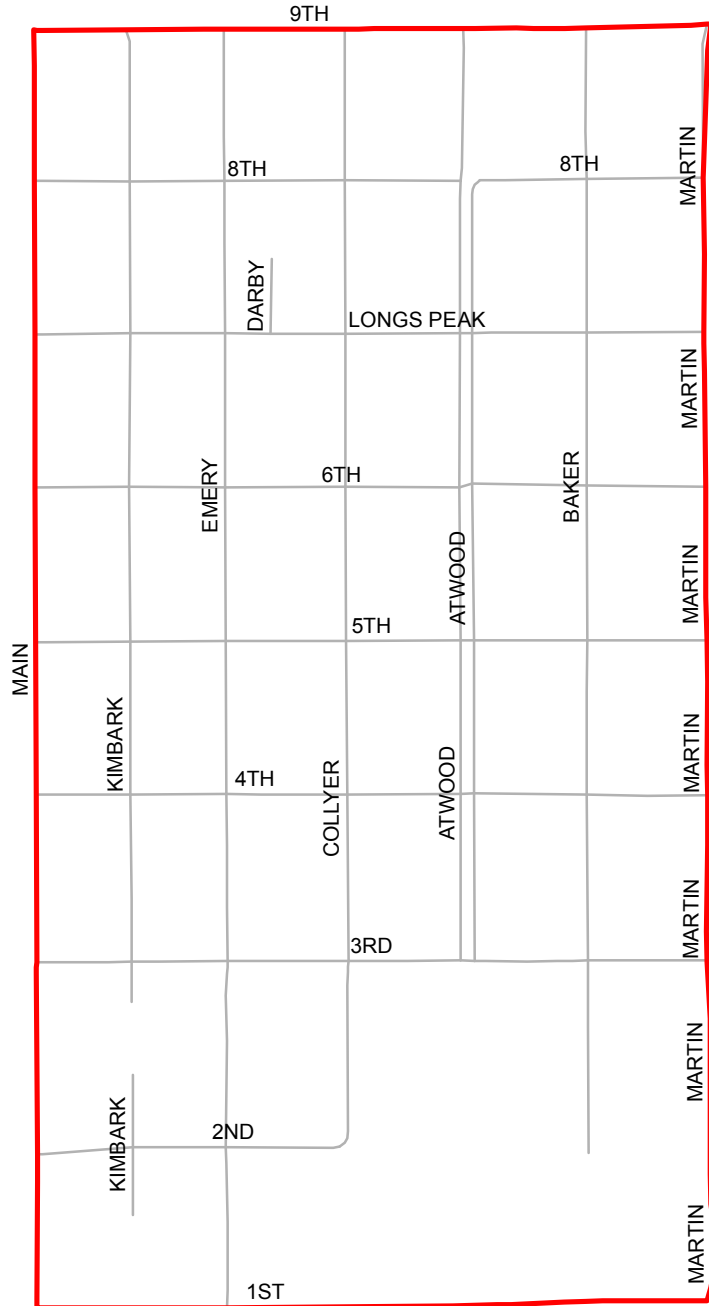 9TH
8TH
8TH
MARTIN
DARBY
LONGS PEAK
MARTIN
EMERY
6TH
BAKER
ATWOOD
MARTIN
5TH
MAIN
KIMBARK
4TH
COLLYER
ATWOOD
MARTIN
3RD
MARTIN
MARTIN
KIMBARK
2ND
MARTIN
1ST